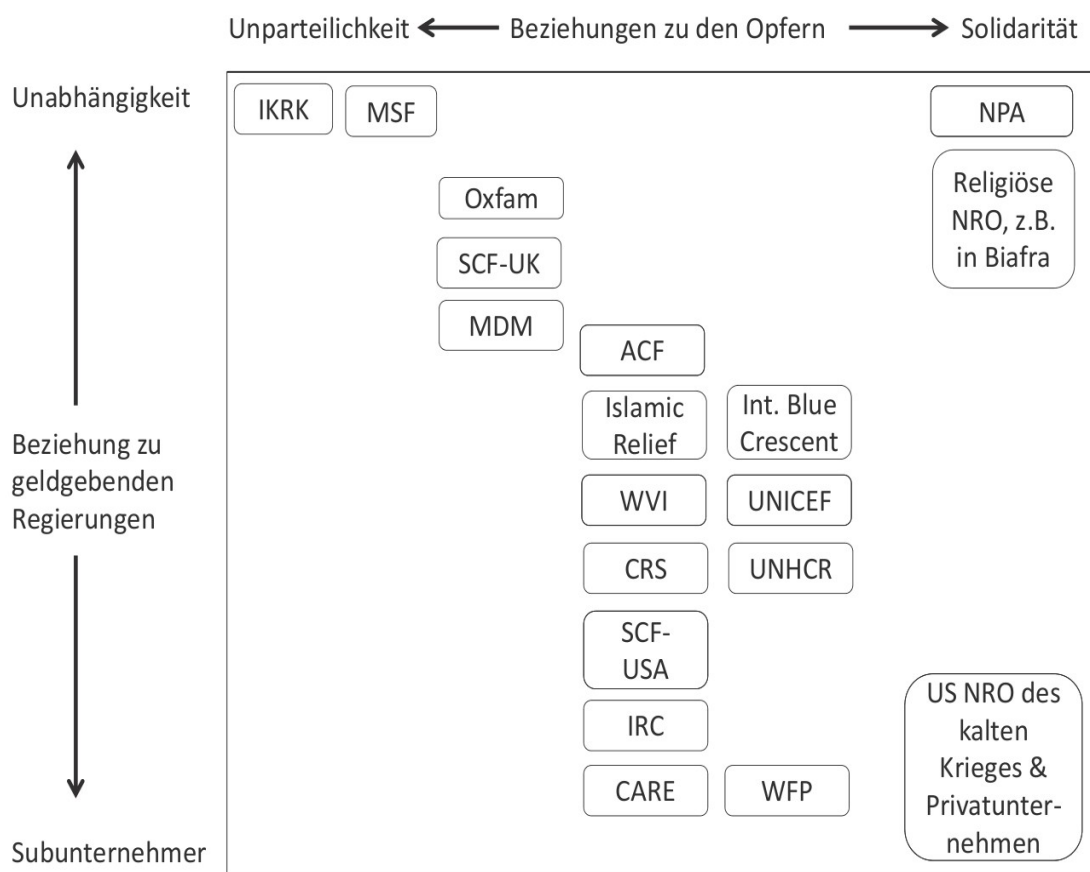 Unparteilichkeit Beziehungen zu den Opfern Solidarität
Unabhängigkeit
IKRK
MSF
NPA
Religiöse
NRO, z.B.
in Biafra
Oxfam
SCF-UK
MDM
ACF
Islamic
Relief
Int. Blue
Crescent
Beziehung zu
geldgebenden
Regierungen
WVI
UNICEF
CRS
UNHCR
SCF-
USA
IRC
CARE
WFP
US NRO des
kalten
Krieges &
Privatunter-
nehmen
Subunternehmer